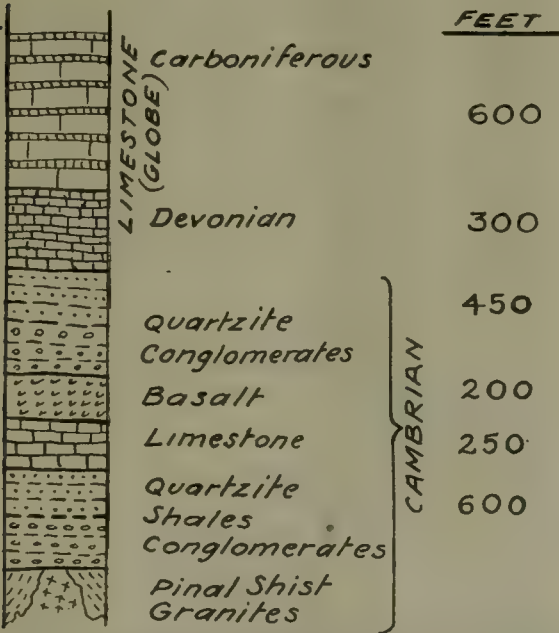 FEET
Carboniferous
600
LIMESTONE
(GLOBE)
Devonian
300
450
Quartzite
Conglomerates
Basalt
200
Limestone
250
Quartzite
600
Shales
Conglomerates
Pinal Shist
Granites
CAMBRIAN